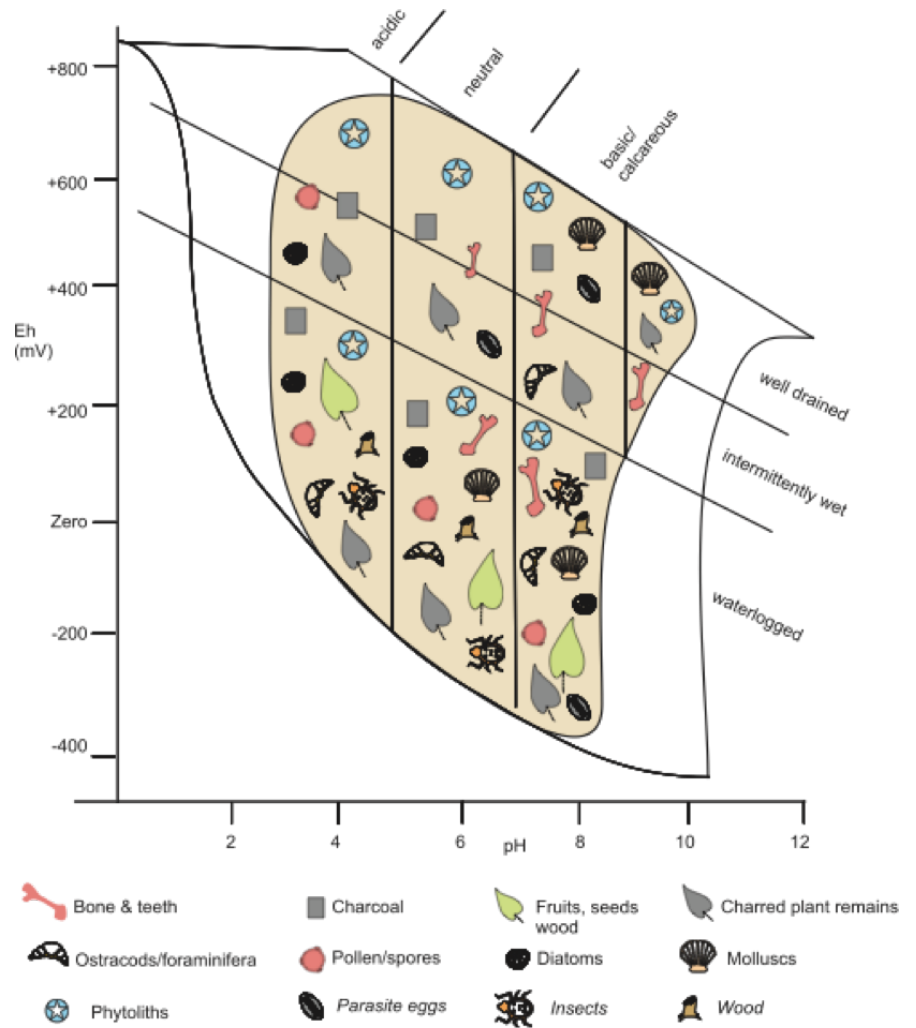 acidic
neutral
basic/
calcareous
+800
+600
+400
Eh
(mV)
+200
Zero
-200
-400
well drained
intermittently wet
waterlogged
2 4 6 8 10 12
pH
Bone & teeth
Charcoal
Fruits, seeds
wood
Charred plant remains
Ostracods/foraminifera
Pollen/spores
Diatoms
Molluscs
Phytoliths
Parasite eggs
Insects
Wood